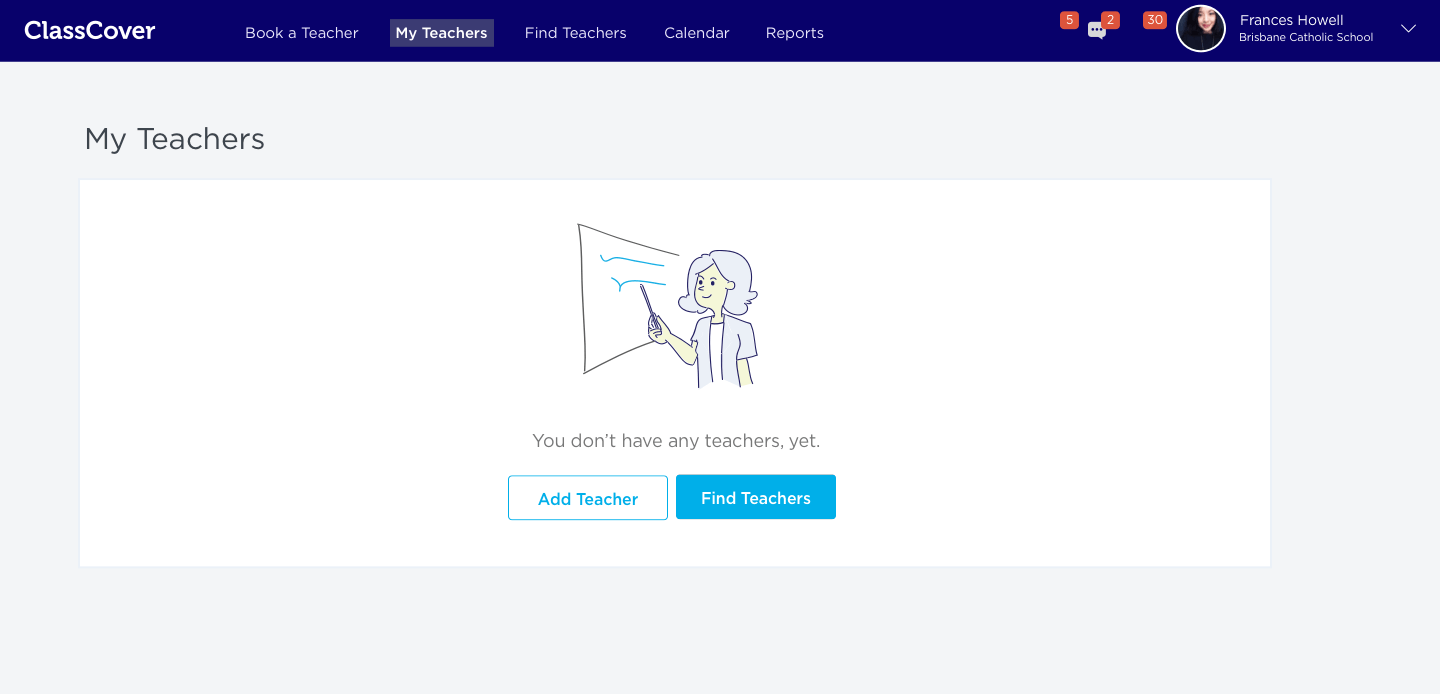 ClassCover
Book a Teacher
My Teachers
Find Teachers
Calendar
Reports
5
2
30
Frances Howell
Brisbane Catholic School
My Teachers
You don’t have any teachers, yet.
Add Teacher
Find Teachers